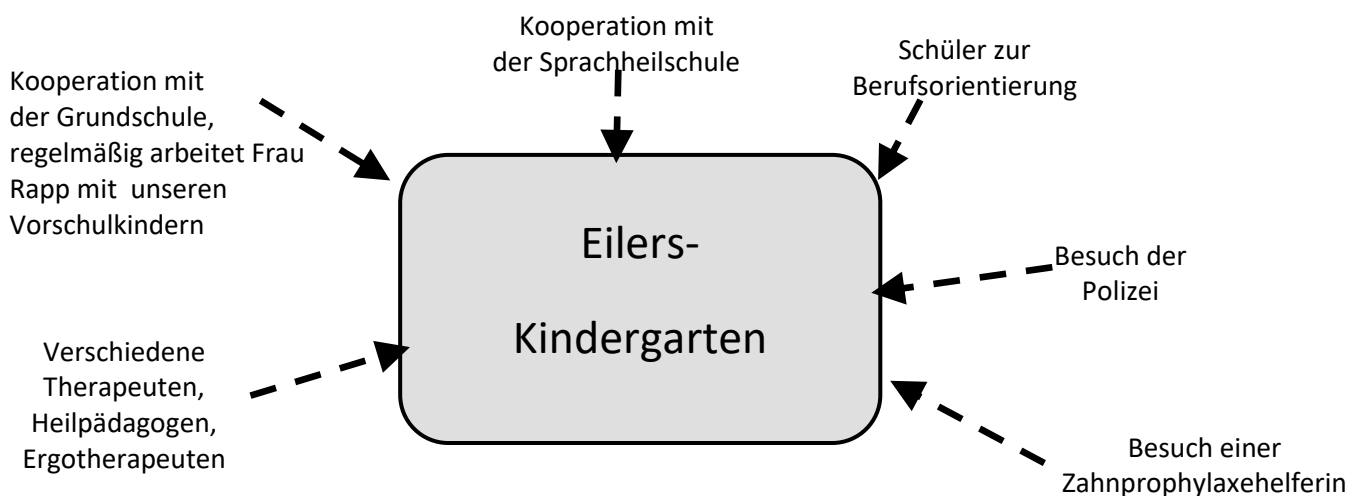 Kooperation mit
der Sprachheilschule
Schüler zur
Berufsorientierung
Kooperation mit
der Grundschule,
regelmäßig arbeitet Frau
Rapp mit unseren
Vorschulkindern
Eilers-
Kindergarten
Besuch der
Polizei
Verschiedene
Therapeuten,
Heilpädagogen,
Ergotherapeuten
Besuch einer
Zahnprophylaxehelferin